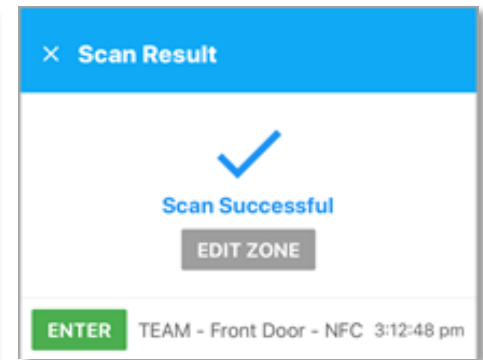 × Scan Result
Scan Successful
EDIT ZONE
ENTER TEAM - Front Door - NFC 3:12:48 pm